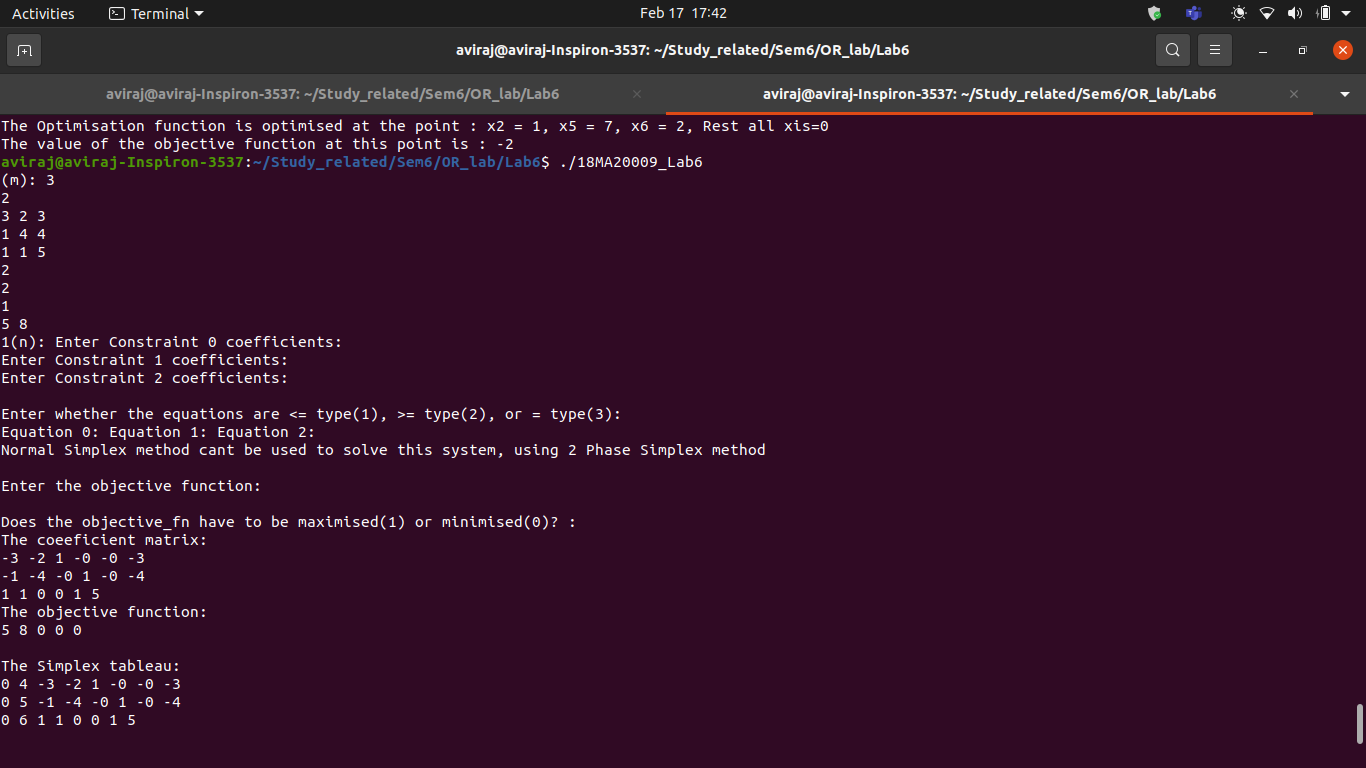 Activities Terminal Feb 17 17:42
aviraj@aviraj-Inspiron-3537: ~/Study_related/Sem6/OR_lab/Lab6
aviraj@aviraj-Inspiron-3537: ~/Study_related/Sem6/OR_lab/Lab6 aviraj@aviraj-Inspiron-3537: ~/Study_related/Sem6/OR_lab/Lab6
The Optimisation function is optimised at the point : x2 = 1, x5 = 7, x6 = 2, Rest all xis=0
The value of the objective function at this point is : -2
aviraj@aviraj-Inspiron-3537:~/Study_related/Sem6/OR_lab/Lab6$ ./18MA20009_Lab6
(m): 3
2
3 2 3
1 4 4
1 1 5
2
2
1
5 8
1(n): Enter Constraint 0 coefficients:
Enter Constraint 1 coefficients:
Enter Constraint 2 coefficients:
Enter whether the equations are <= type(1), >= type(2), or = type(3):
Equation 0: Equation 1: Equation 2:
Normal Simplex method cant be used to solve this system, using 2 Phase Simplex method
Enter the objective function:
Does the objective_fn have to be maximised(1) or minimised(0)? :
The coeeficient matrix:
-3 -2 1 -0 -0 -3
-1 -4 -0 1 -0 -4
1 1 0 0 1 5
The objective function:
5 8 0 0 0
The Simplex tableau:
0 4 -3 -2 1 -0 -0 -3
0 5 -1 -4 -0 1 -0 -4
0 6 1 1 0 0 1 5